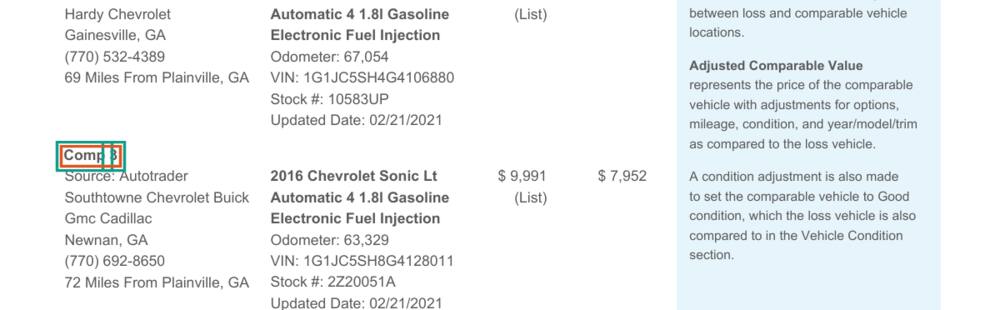 Hardy Chevrolet
Gainesville, GA
(770) 532-4389
69 Miles From Plainville, GA
Automatic 4 1.8l Gasoline
Electronic Fuel Injection
Odometer: 67,054
VIN: 1G1JC5SH4G4106880
Stock #: 10583UP
Updated Date: 02/21/2021
(List)
Comp 3
Source: Autotrader
Southtowne Chevrolet Buick
Gmc Cadillac
Newnan, GA
(770) 692-8650
72 Miles From Plainville, GA
2016 Chevrolet Sonic Lt
Automatic 4 1.8l Gasoline
Electronic Fuel Injection
Odometer: 63,329
VIN: 1G1JC5SH8G4128011
Stock #: 2Z20051A
Updated Date: 02/21/2021
$ 9,991
(List)
$ 7,952
between loss and comparable vehicle
locations.
Adjusted Comparable Value
represents the price of the comparable
vehicle with adjustments for options,
mileage, condition, and year/model/trim
as compared to the loss vehicle.
A condition adjustment is also made
to set the comparable vehicle to Good
condition, which the loss vehicle is also
compared to in the Vehicle Condition
section.